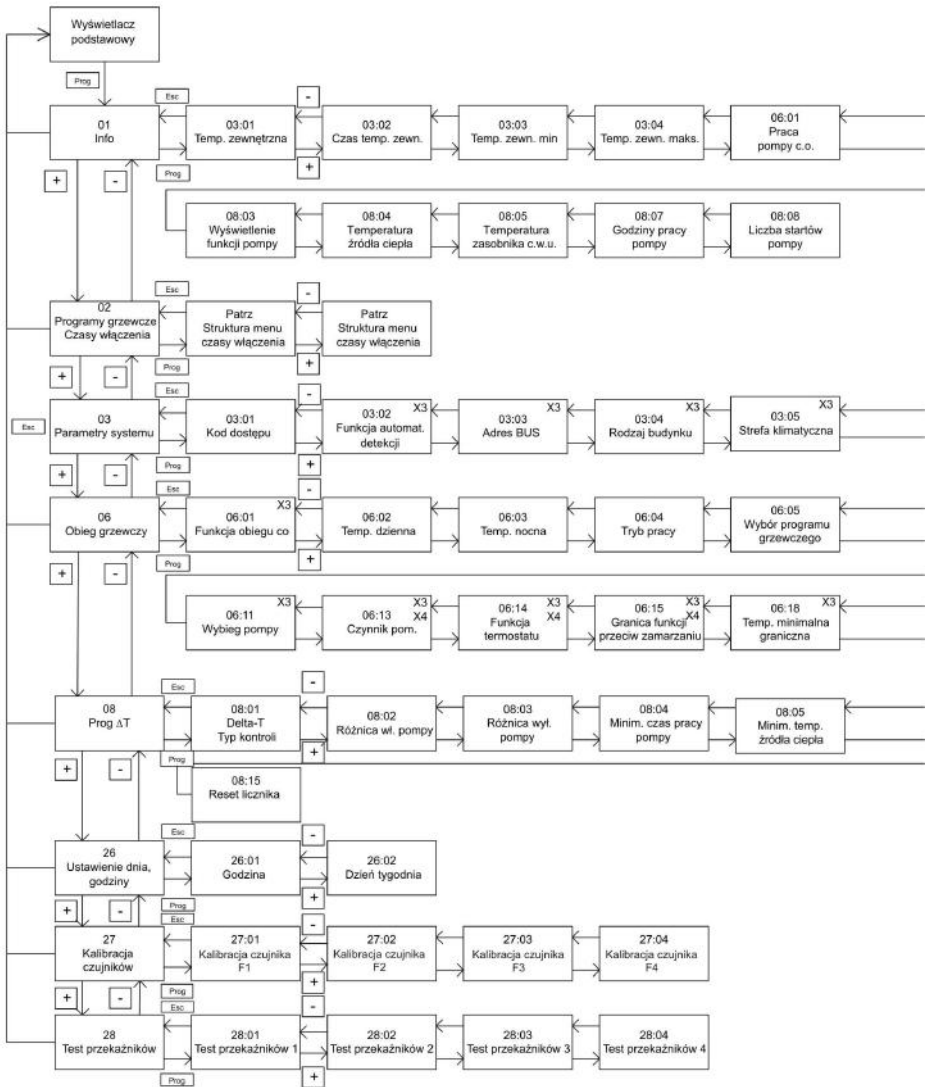 Wyświetlacz
podstawowy
Prog
Esc
-
01
Info
03:01
Temp. zewnętrzna
03:02
Czas temp. zewn.
03:03
Temp. zewn. min
03:04
Temp. zewn. maks.
06:01
Praca
pompy c.o.
+
-
Prog
+
08:03
Wyświetlenie
funkcji pompy
08:04
Temperatura
źródła ciepła
08:05
Temperatura
zasobnika c.w.u.
08:07
Godziny pracy
pompy
08:08
Liczba startów
pompy
Esc
-
02
Programy grzewcze
Czasy włączenia
Patrz
Struktura menu
czasy włączenia
Patrz
Struktura menu
czasy włączenia
+
-
Prog
+
Esc
-
Esc
03
Parametry systemu
03:01
Kod dostępu
X3
03:02
Funkcja automat.
detekcji
X3
03:03
Adres BUS
X3
03:04
Rodzaj budynku
X3
03:05
Strefa klimatyczna
+
-
Prog
+
Esc
-
06
Obieg grzewczy
X3
06:01
Funkcja obiegu co
06:02
Temp. dzienna
06:03
Temp. nocna
06:04
Tryb pracy
06:05
Wybór programu
grzewczego
+
-
Prog
+
X3
06:11
Wybieg pompy
X3
X4
06:13
Czynnik pom.
X3
X4
06:14
Funkcja
termostatu
X3
X4
06:15
Granica funkcji
przeciw zamarzaniu
X3
06:18
Temp. minimalna
graniczna
Esc
-
08
Prog ΔT
08:01
Delta-T
Typ kontroli
08:02
Różnica wł. pompy
08:03
Różnica wył.
pompy
08:04
Minim. czas pracy
pompy
08:05
Minim. temp.
źródła ciepła
+
-
Prog
+
08:15
Reset licznika
Esc
-
26
Ustawienie dnia,
godziny
26:01
Godzina
26:02
Dzień tygodnia
+
-
Prog
+
Esc
-
27
Kalibracja
czujników
27:01
Kalibracja czujnika
F1
27:02
Kalibracja czujnika
F2
27:03
Kalibracja czujnika
F3
27:04
Kalibracja czujnika
F4
+
-
Prog
+
Esc
-
28
Test przekaźników
28:01
Test przekaźników 1
28:02
Test przekaźników 2
28:03
Test przekaźników 3
28:04
Test przekaźników 4
Prog
+